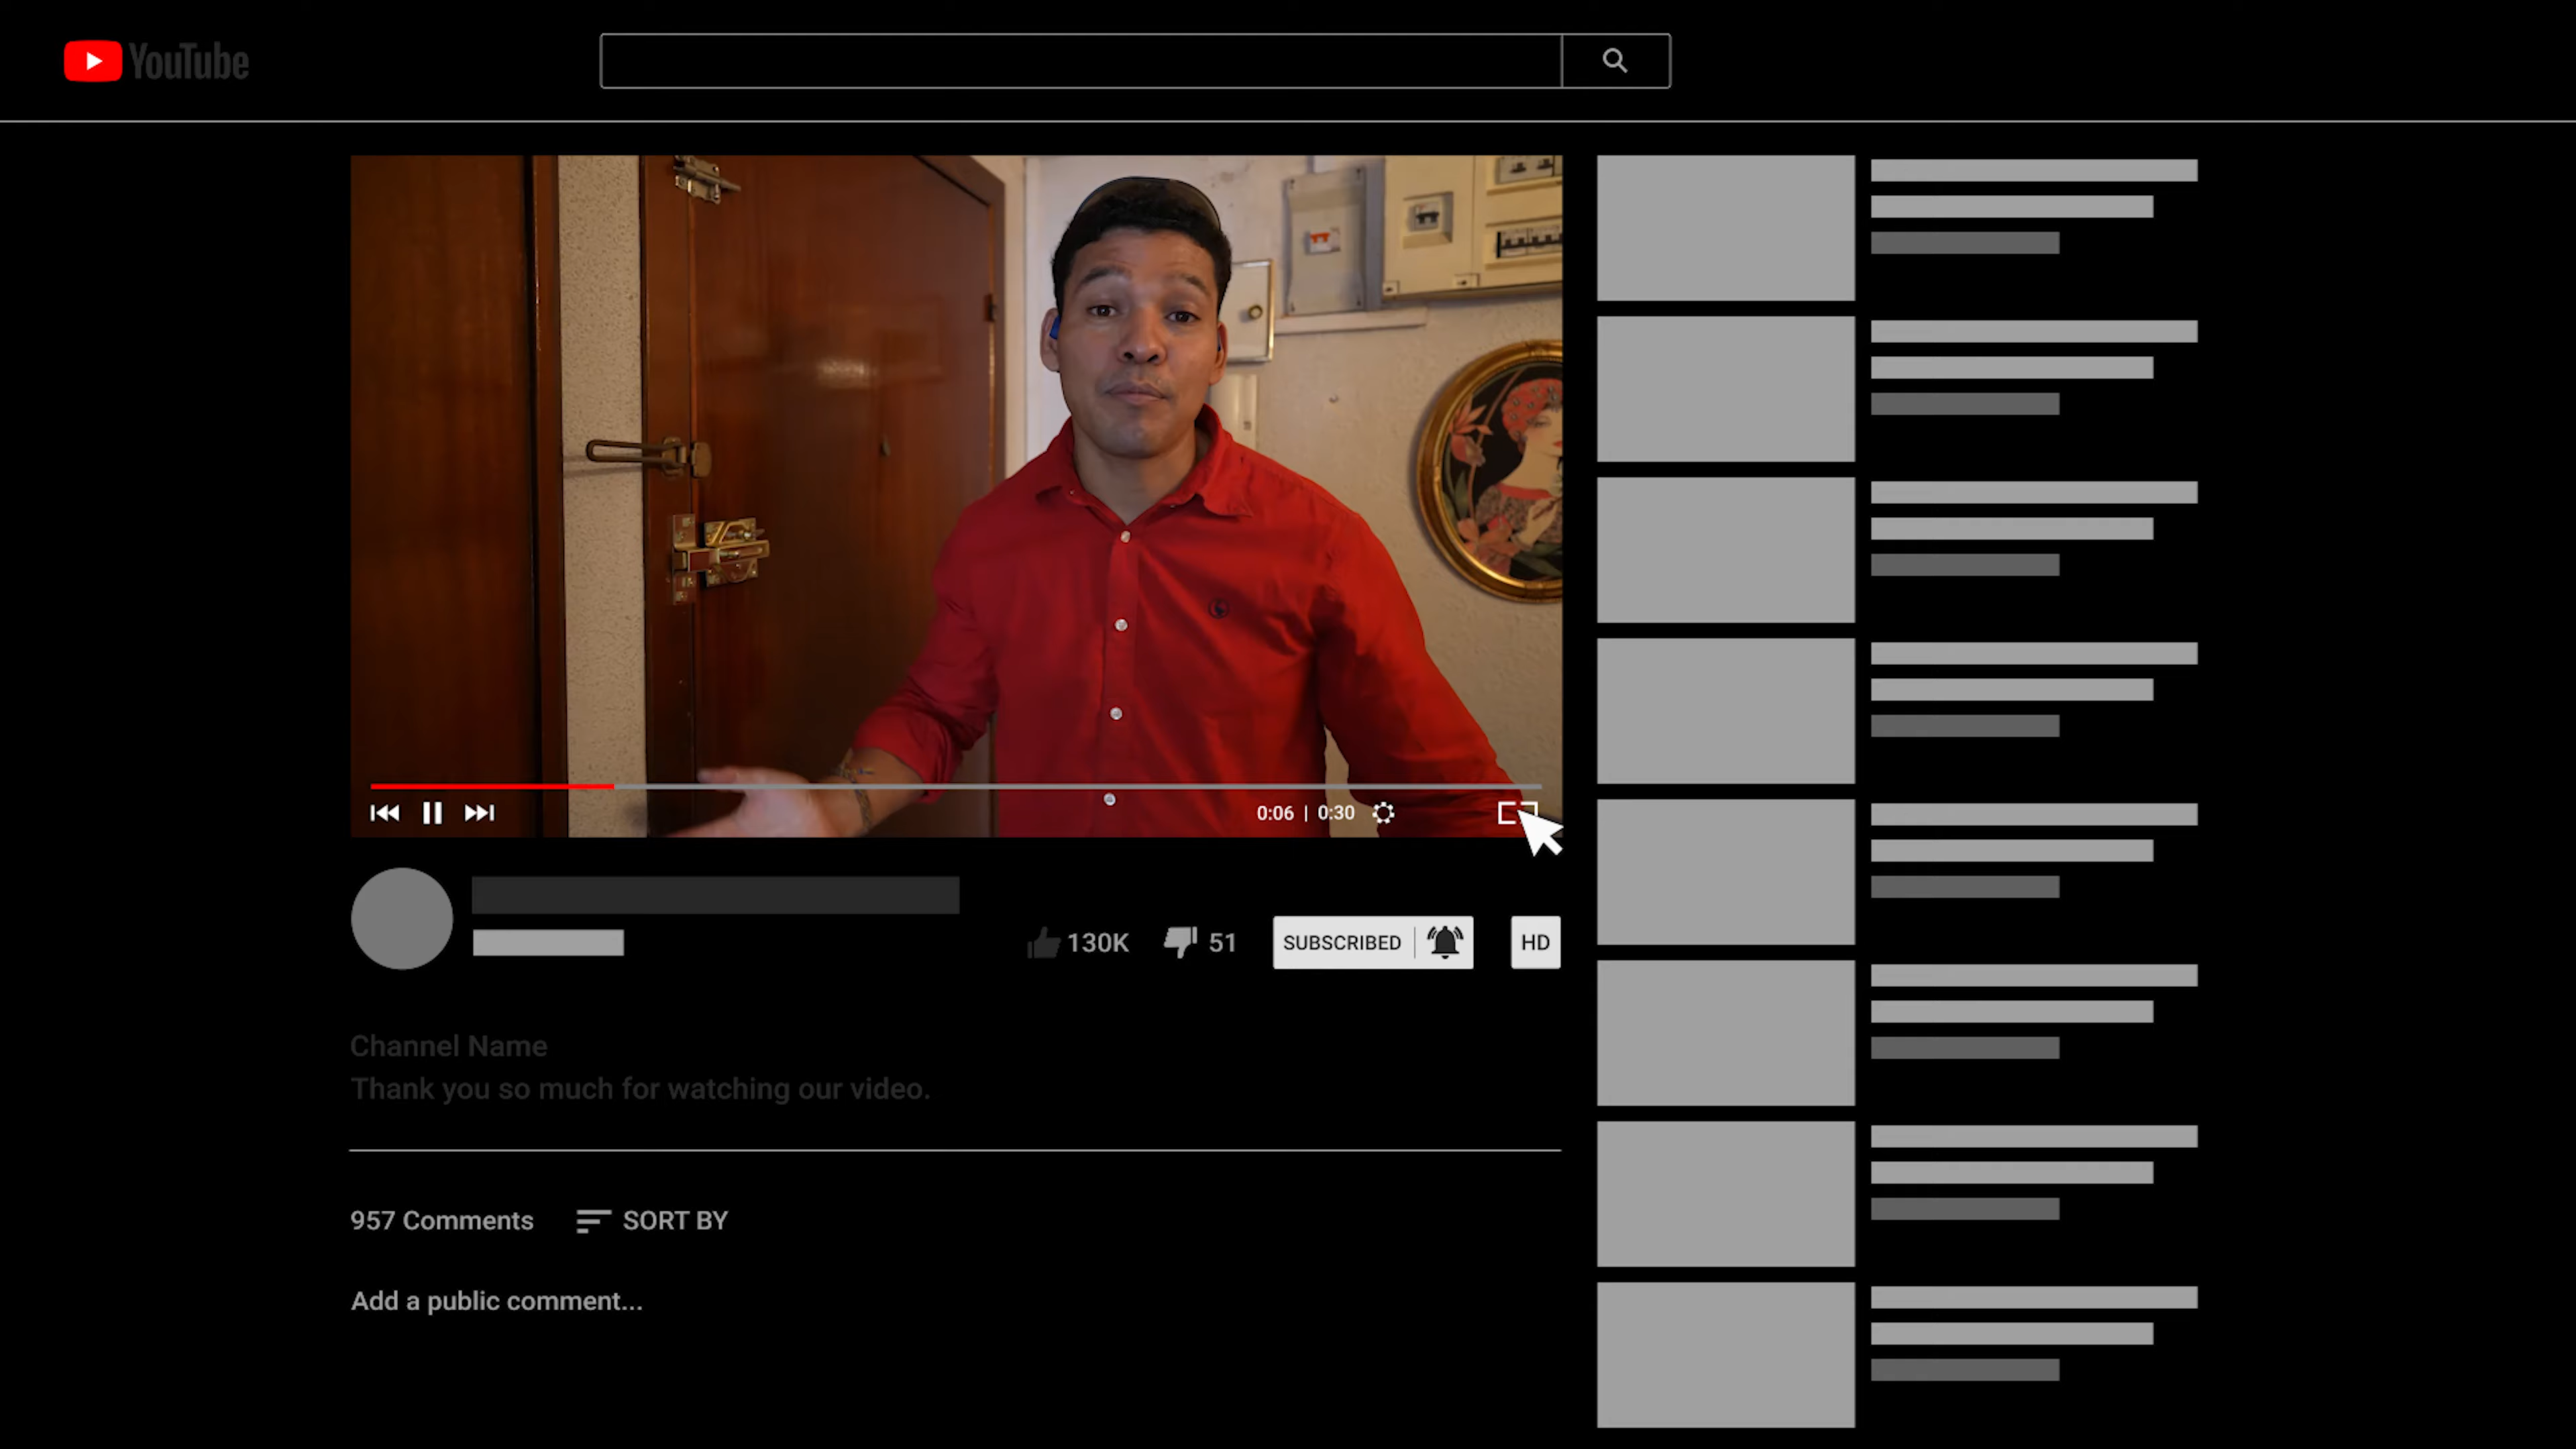 YouTube
0:06 | 0:30
130K 51 SUBSCRIBED HD
Channel Name
Thank you so much for watching our video.
957 Comments SORT BY
Add a public comment...